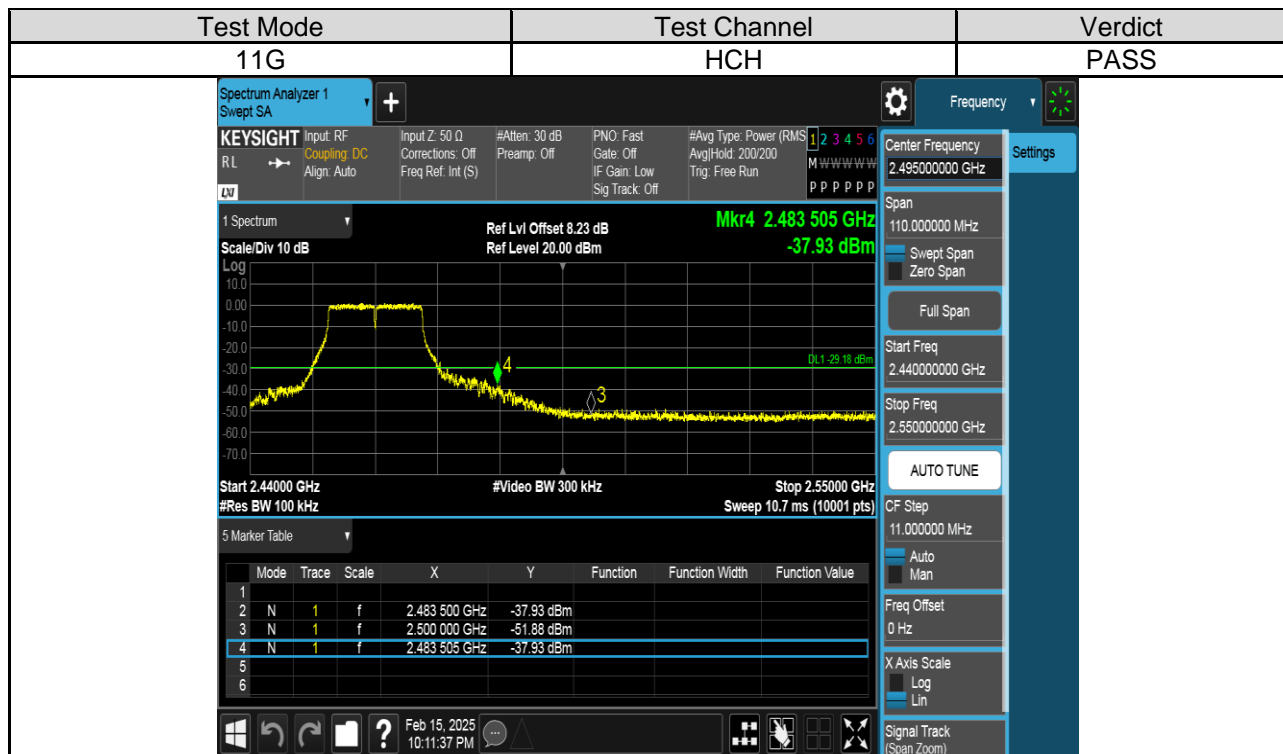 Test Mode Test Channel Verdict
11G HCH PASS
Spectrum Analyzer 1
Swept SA
Frequency
KEYSIGHT Input: RF Input Z: 50 Ω #Atten: 30 dB PNO: Fast #Avg Type: Power (RMS 1 2 3 4 5 6
RL Coupling: DC Corrections: Off Preamp: Off Gate: Off Avg|Hold: 200/200 M W W W W W
Align: Auto Freq Ref: Int (S) IF Gain: Low Trig: Free Run
LXI Sig Track: Off P P P P P P
1 Spectrum Ref Lvl Offset 8.23 dB Mkr4 2.483 505 GHz
Scale/Div 10 dB Ref Level 20.00 dBm -37.93 dBm
Log
10.0
0.00
-10.0
-20.0
DL1 -29.18 dBm
-30.0
4
-40.0
3
-50.0
-60.0
-70.0
Start 2.44000 GHz #Video BW 300 kHz Stop 2.55000 GHz
#Res BW 100 kHz Sweep 10.7 ms (10001 pts)
5 Marker Table
Mode Trace Scale X Y Function Function Width Function Value
1
2 N 1 f 2.483 500 GHz -37.93 dBm
3 N 1 f 2.500 000 GHz -51.88 dBm
4 N 1 f 2.483 505 GHz -37.93 dBm
5
6
Feb 15, 2025
10:11:37 PM
Center Frequency
2.495000000 GHz
Settings
Span
110.000000 MHz
Swept Span
Zero Span
Full Span
Start Freq
2.440000000 GHz
Stop Freq
2.550000000 GHz
AUTO TUNE
CF Step
11.000000 MHz
Auto
Man
Freq Offset
0 Hz
X Axis Scale
Log
Lin
Signal Track
(Span Zoom)